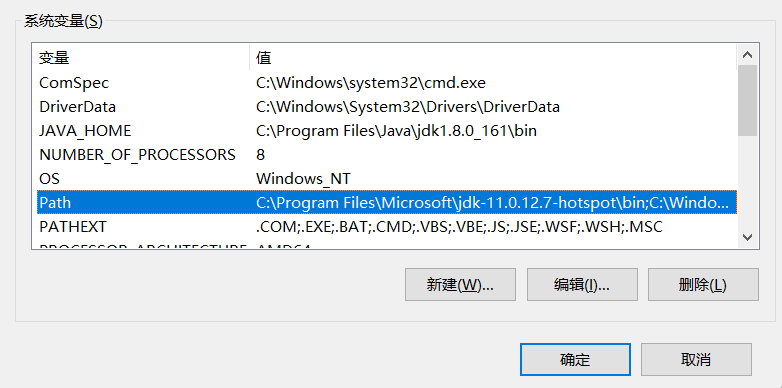 系统变量(S)
变量 值
ComSpec C:\Windows\system32\cmd.exe
DriverData C:\Windows\System32\Drivers\DriverData
JAVA_HOME C:\Program Files\Java\jdk1.8.0_161\bin
NUMBER_OF_PROCESSORS 8
OS Windows_NT
Path C:\Program Files\Microsoft\jdk-11.0.12.7-hotspot\bin;C:\Windo...
PATHEXT .COM;.EXE;.BAT;.CMD;.VBS;.VBE;.JS;.JSE;.WSF;.WSH;.MSC
PROCESSOR_ARCHITECTURE AMD64
新建(W)... 编辑(I)... 删除(L)
确定 取消